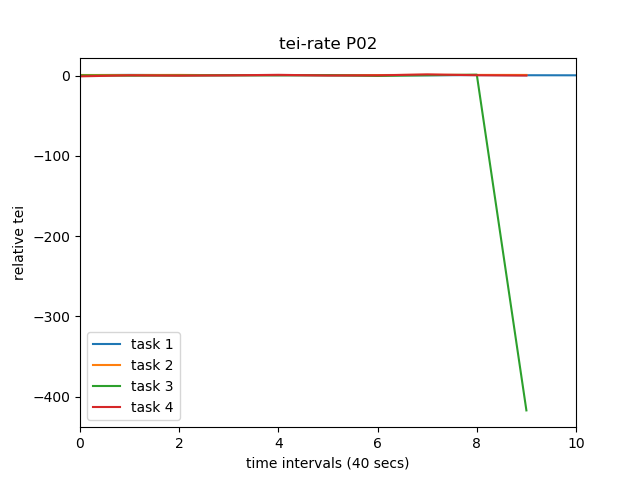 tei-rate P02
relative tei
0
−100
−200
−300
−400
task 1
task 2
task 3
task 4
0 2 4 6 8 10
time intervals (40 secs)